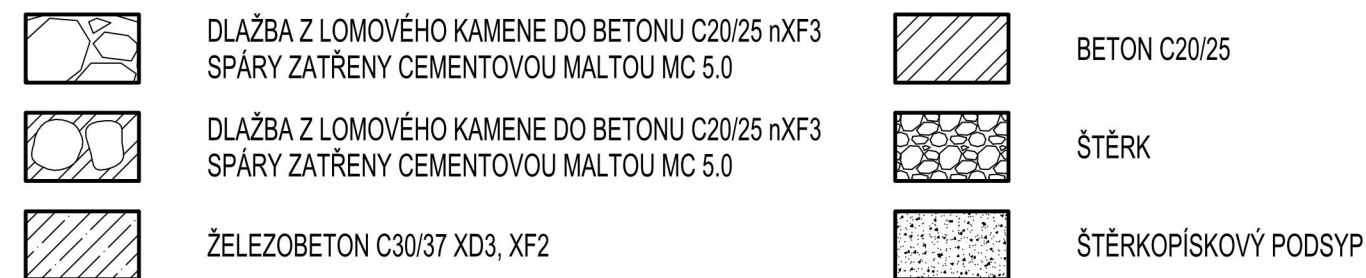 DLAŽBA Z LOMOVÉHO KAMENE DO BETONU C20/25 nXF3
SPÁRY ZATŘENY CEMENTOVOU MALTOU MC 5.0
DLAŽBA Z LOMOVÉHO KAMENE DO BETONU C20/25 nXF3
SPÁRY ZATŘENY CEMENTOVOU MALTOU MC 5.0
ŽELEZOBETON C30/37 XD3, XF2
BETON C20/25
ŠTĚRK
ŠTĚRKOPÍSKOVÝ PODSYP